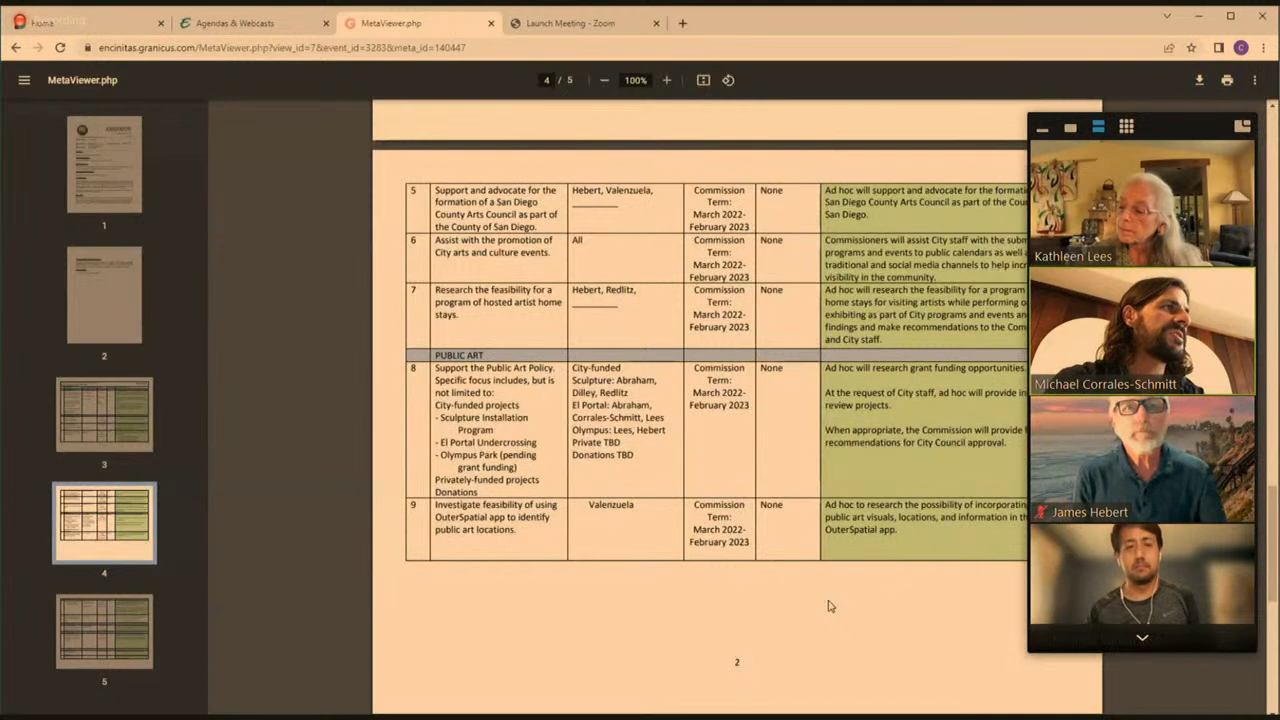 Recording
Home
Agendas & Webcasts
MetaViewer.php
Launch Meeting - Zoom
encinitas.granicus.com/MetaViewer.php?view_id=7&event_id=3283&meta_id=140447
C
MetaViewer.php
4 / 5
100%
1
2
3
4
5
5
Support and advocate for the
formation of a San Diego
County Arts Council as part of
the County of San Diego.
Hebert, Valenzuela,
Commission
Term:
March 2022-
February 2023
None
Ad hoc will support and advocate for the
San Diego County Arts Council as part of the
San Diego.
6
Assist with the promotion of
City arts and culture events.
All
Commission
Term:
March 2022-
February 2023
None
Commissioners will assist City staff with the
programs and events to public calendars as well
traditional and social media channels to help
visibility in the community.
7
Research the feasibility for a
program of hosted artist home
stays.
Hebert, Redlitz,
Commission
Term:
March 2022-
February 2023
None
Ad hoc will research the feasibility for a program
home stays for visiting artists while performing
exhibiting as part of City programs and events
findings and make recommendations to the
and City staff.
PUBLIC ART
8
Support the Public Art Policy.
Specific focus includes, but is
not limited to:
City-funded projects
- Sculpture Installation
Program
- El Portal Undercrossing
- Olympus Park (pending
grant funding)
Privately-funded projects
Donations
City-funded
Sculpture: Abraham,
Dilley, Redlitz
El Portal: Abraham,
Corrales-Schmitt, Lees
Olympus: Lees, Hebert
Private TBD
Donations TBD
Commission
Term:
March 2022-
February 2023
None
Ad hoc will research grant funding opportunities.
At the request of City staff, ad hoc will provide
review projects.
When appropriate, the Commission will provide
recommendations for City Council approval.
9
Investigate feasibility of using
OuterSpatial app to identify
public art locations.
Valenzuela
Commission
Term:
March 2022-
February 2023
None
Ad hoc to research the possibility of incorporating
public art visuals, locations, and information in
OuterSpatial app.
2
Kathleen Lees
Michael Corrales-Schmitt
James Hebert